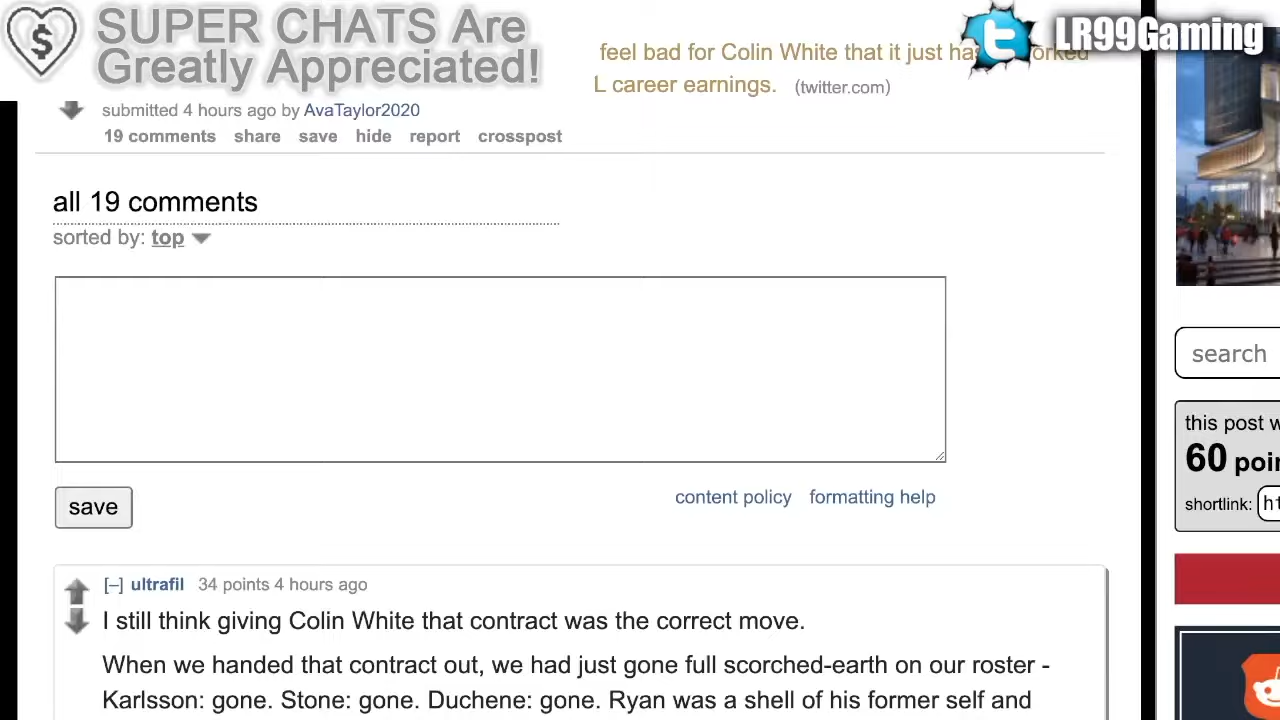 SUPER CHATS Are
Greatly Appreciated!
LR99Gaming
feel bad for Colin White that it just
L career earnings. (twitter.com)
submitted 4 hours ago by AvaTaylor2020
19 comments share save hide report crosspost
all 19 comments
sorted by: top
search
this post
60
shortlink:
save
content policy formatting help
[–] ultrafil 34 points 4 hours ago
I still think giving Colin White that contract was the correct move.
When we handed that contract out, we had just gone full scorched-earth on our roster -
Karlsson: gone. Stone: gone. Duchene: gone. Ryan was a shell of his former self and